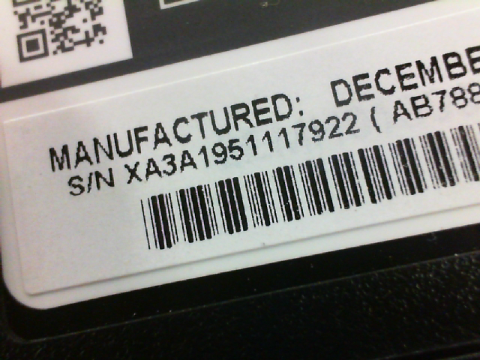 MANUFACTURED: DECEMBE
S/N XA3A1951117922 ( AB788